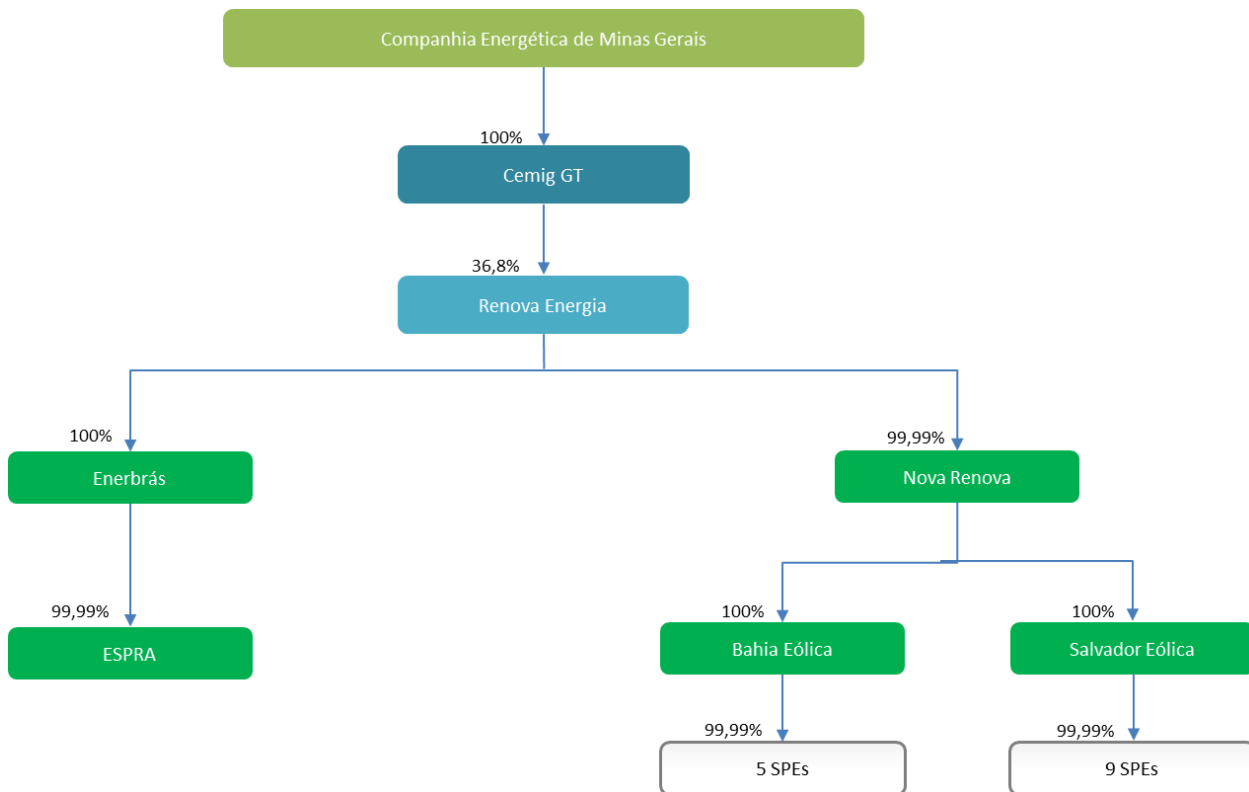 Companhia Energética de Minas Gerais
100%
Cemig GT
36,8%
Renova Energia
100%
99,99%
Enerbrás
Nova Renova
99,99%
100%
100%
ESPRA
Bahia Eólica
Salvador Eólica
99,99%
99,99%
5 SPEs
9 SPEs